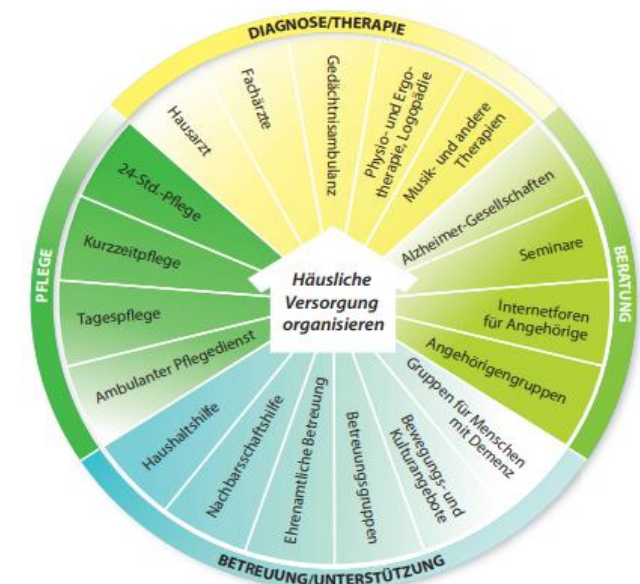 DIAGNOSE/THERAPIE
Hausarzt
Fachärzte
Gedächtnisambulanz
Physio- und Ergo-
therapie, Logopädie
Musik- und andere
Therapien
BERATUNG
Alzheimer-Gesellschaften
Seminare
Internetforen
für Angehörige
Angehörigengruppen
BETREUUNG/UNTERSTÜTZUNG
Gruppen für Menschen
mit Demenz
Bewegungs- und
Kulturangebote
Betreuungsgruppen
Ehrenamtliche Betreuung
Nachbarschaftshilfe
Haushaltshilfe
PFLEGE
Ambulanter Pflegedienst
Tagespflege
Kurzzeitpflege
24-Std.-Pflege
Häusliche
Versorgung
organisieren